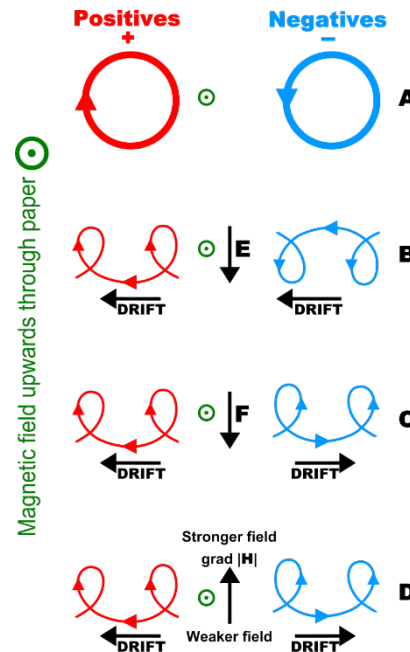 Positives
+
Negatives
−
A
Magnetic field upwards through paper
E
B
DRIFT
DRIFT
F
C
DRIFT
DRIFT
Stronger field
grad |H|
D
Weaker field
DRIFT
DRIFT